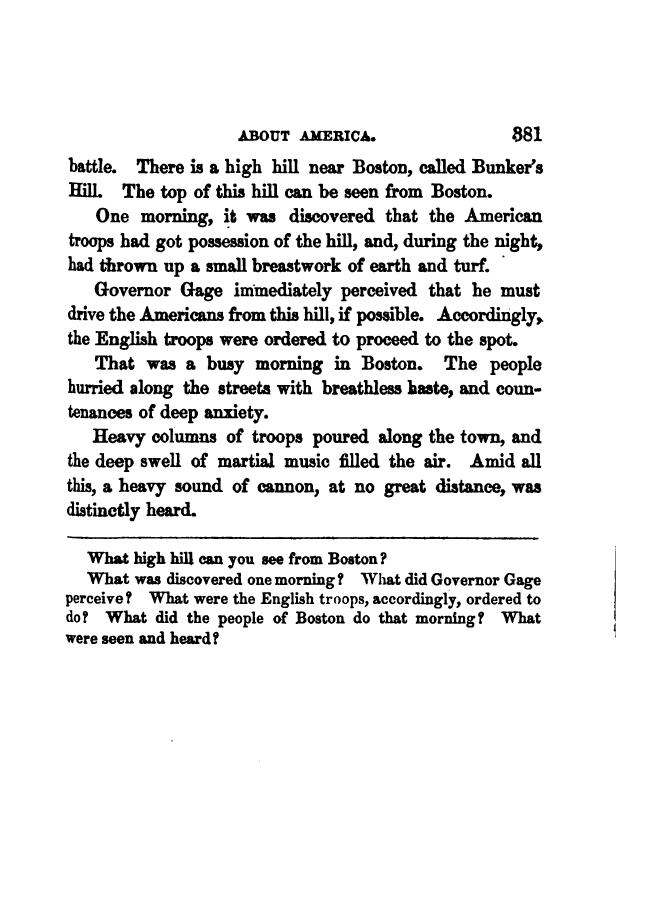 ABOUT AMERICA. 381
battle. There is a high hill near Boston, called Bunker's
Hill. The top of this hill can be seen from Boston.
One morning, it was discovered that the American
troops had got possession of the hill, and, during the night,
had thrown up a small breastwork of earth and turf.
Governor Gage immediately perceived that he must
drive the Americans from this hill, if possible. Accordingly,
the English troops were ordered to proceed to the spot.
That was a busy morning in Boston. The people
hurried along the streets with breathless haste, and coun-
tenances of deep anxiety.
Heavy columns of troops poured along the town, and
the deep swell of martial music filled the air. Amid all
this, a heavy sound of cannon, at no great distance, was
distinctly heard.
What high hill can you see from Boston?
What was discovered one morning? What did Governor Gage
perceive? What were the English troops, accordingly, ordered to
do? What did the people of Boston do that morning? What
were seen and heard?